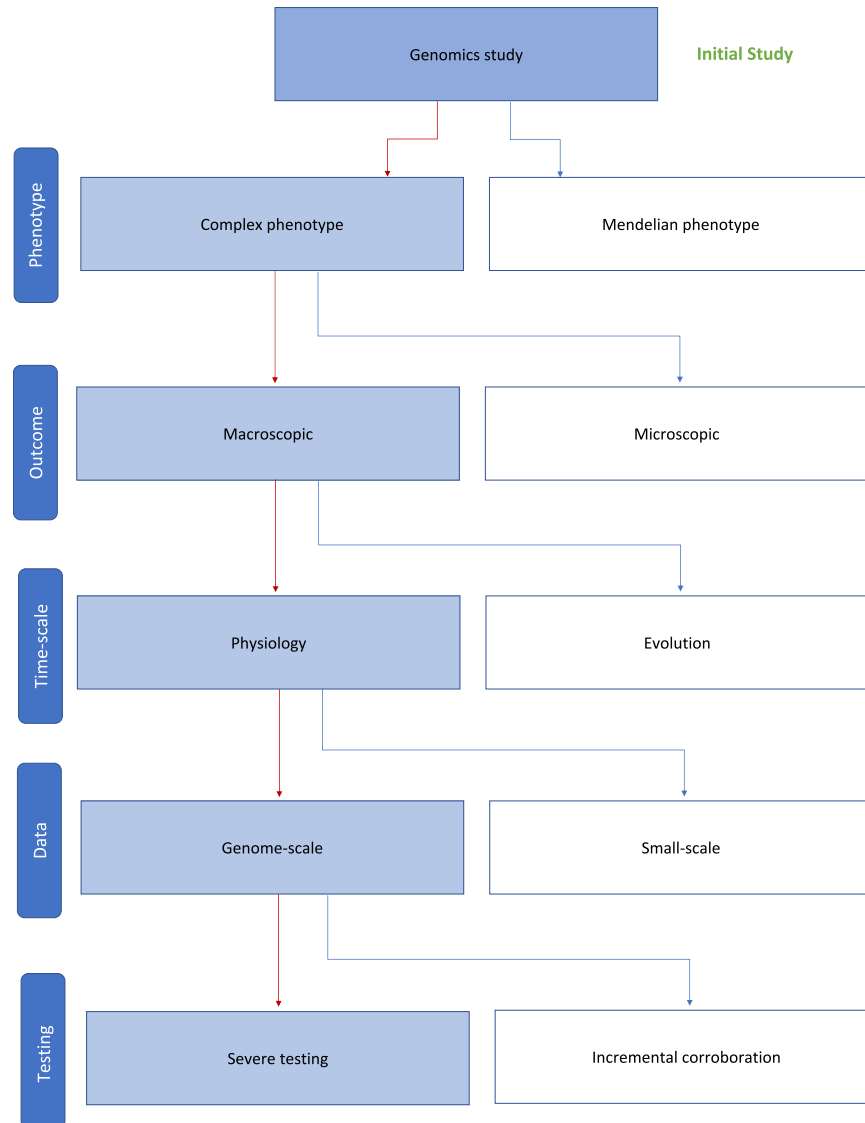 Genomics study
Initial Study
Phenotype
Complex phenotype
Mendelian phenotype
Outcome
Macroscopic
Microscopic
Time-scale
Physiology
Evolution
Data
Genome-scale
Small-scale
Testing
Severe testing
Incremental corroboration